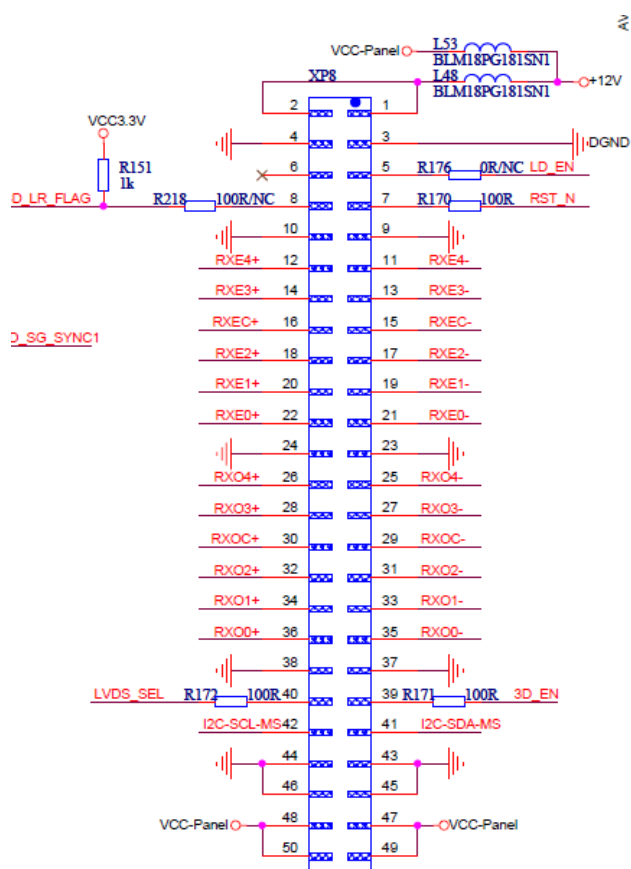 L53
VCC-Panel
BLM18PG181SN1
XP8
L48
+12V
BLM18PG181SN1
2 1
VCC3.3V
4 3 DGND
R151
1k
6 5 R176 0R/NC LD_EN
D_LR_FLAG R218 100R/NC 8 7 R170 100R RST_N
10 9
RXE4+ 12 11 RXE4-
RXE3+ 14 13 RXE3-
RXEC+ 16 15 RXEC-
D_SG_SYNC1
RXE2+ 18 17 RXE2-
RXE1+ 20 19 RXE1-
RXE0+ 22 21 RXE0-
24 23
RXO4+ 26 25 RXO4-
RXO3+ 28 27 RXO3-
RXOC+ 30 29 RXOC-
RXO2+ 32 31 RXO2-
RXO1+ 34 33 RXO1-
RXO0+ 36 35 RXO0-
38 37
LVDS_SEL R172 100R 40 39 R171 100R 3D_EN
I2C-SCL-MS 42 41 I2C-SDA-MS
44 43
46 45
VCC-Panel 48 47 VCC-Panel
50 49